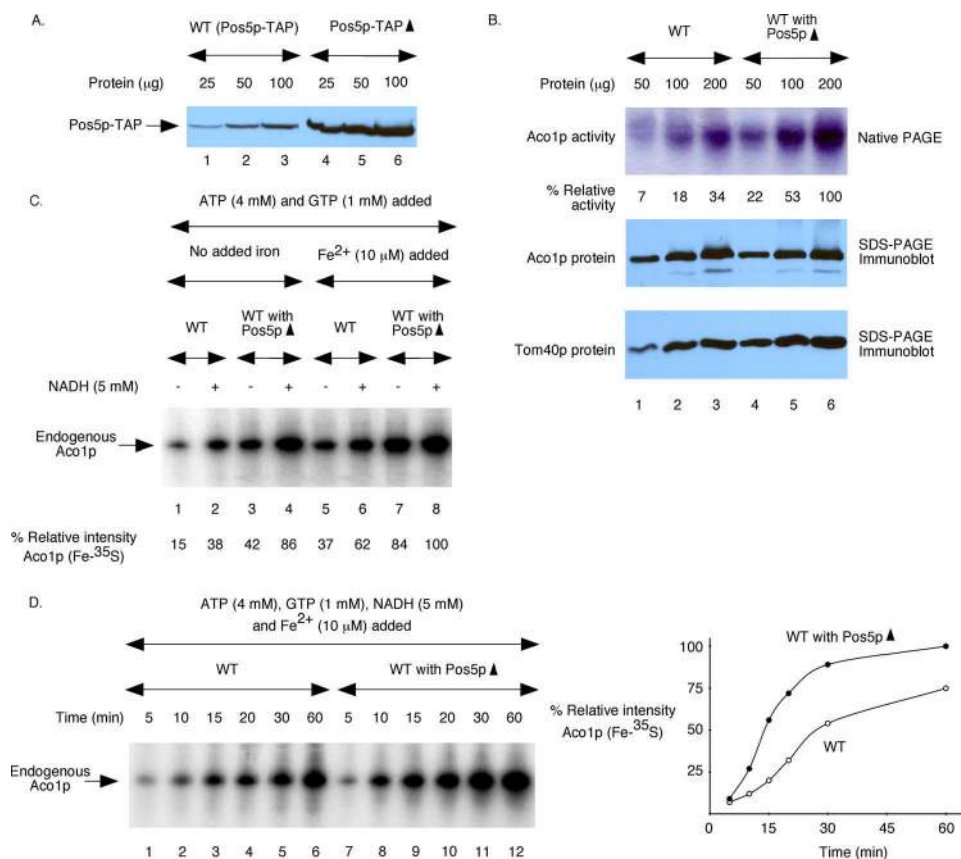 A.
WT (Pos5p-TAP) Pos5p-TAP▲
Protein (μg) 25 50 100 25 50 100
Pos5p-TAP
1 2 3 4 5 6
B.
WT WT with Pos5p▲
Protein (μg) 50 100 200 50 100 200
Aco1p activity Native PAGE
% Relative activity 7 18 34 22 53 100
Aco1p protein SDS-PAGE Immunoblot
Tom40p protein SDS-PAGE Immunoblot
1 2 3 4 5 6
C.
ATP (4 mM) and GTP (1 mM) added
No added iron Fe2+ (10 μM) added
WT WT with Pos5p▲ WT WT with Pos5p▲
NADH (5 mM) - + - + - + - +
Endogenous Aco1p
1 2 3 4 5 6 7 8
% Relative intensity Aco1p (Fe-35S) 15 38 42 86 37 62 84 100
D.
ATP (4 mM), GTP (1 mM), NADH (5 mM)
and Fe2+ (10 μM) added
WT WT with Pos5p▲
Time (min) 5 10 15 20 30 60 5 10 15 20 30 60
Endogenous Aco1p
1 2 3 4 5 6 7 8 9 10 11 12
% Relative intensity
Aco1p (Fe-35S)
100
75
50
25
WT with Pos5p▲
WT
0 15 30 45 60
Time (min)